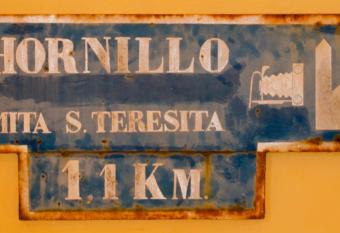 HORNILLO
MITA S. TERESITA
1,1 KM.